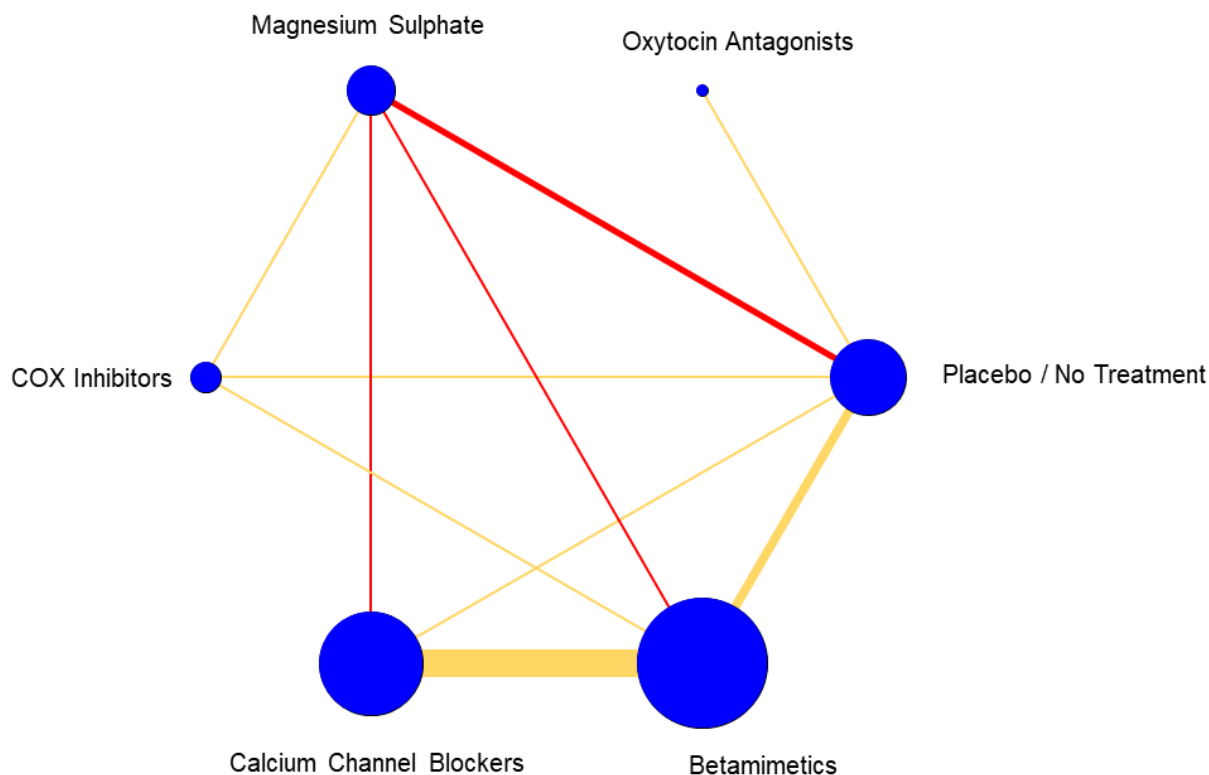 Magnesium Sulphate
Oxytocin Antagonists
COX Inhibitors
Placebo / No Treatment
Calcium Channel Blockers
Betamimetics